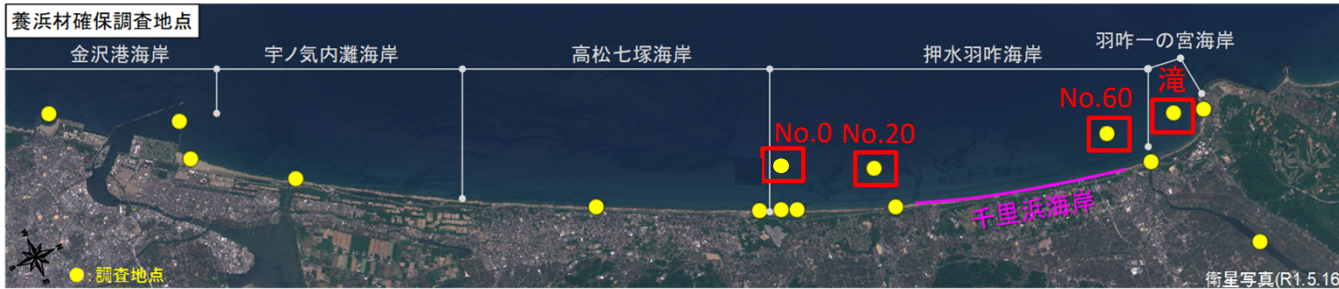 養浜材確保調査地点
金沢港海岸
宇ノ気内灘海岸
高松七塚海岸
押水羽咋海岸
羽咋一の宮海岸
滝
No.60
No.0
No.20
千里浜海岸
:調査地点
衛星写真(R1.5.16